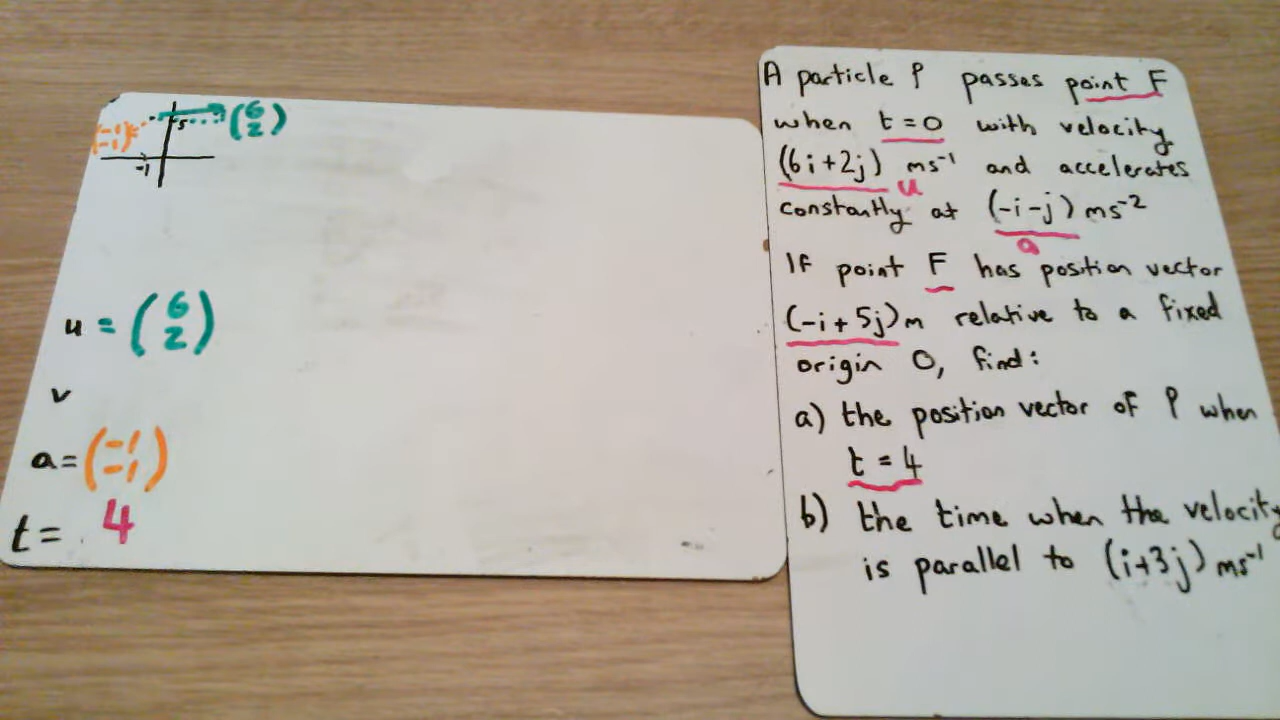 (-1
-1)
5
-1
(6
2)
u = (6
2)
v
a = (-1
-1)
t = 4
A particle P passes point F
when t = 0 with velocity
(6i + 2j) ms⁻¹ and accelerates
u
constantly at (-i - j) ms⁻²
a
If point F has position vector
(-i + 5j) m relative to a fixed
origin O, find:
a) the position vector of P when
t = 4
b) the time when the velocity
is parallel to (i+3j) ms⁻¹